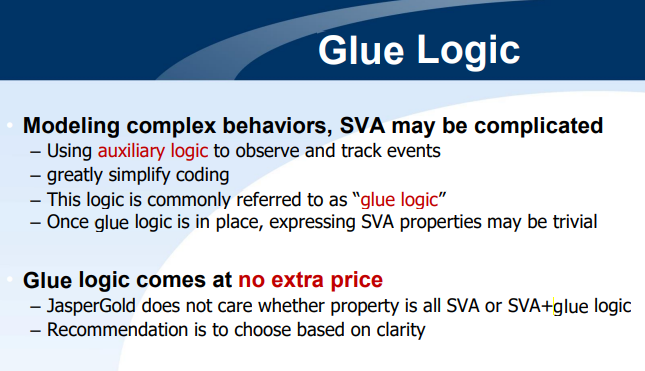 Glue Logic
• Modeling complex behaviors, SVA may be complicated
– Using auxiliary logic to observe and track events
– greatly simplify coding
– This logic is commonly referred to as “glue logic”
– Once glue logic is in place, expressing SVA properties may be trivial
• Glue logic comes at no extra price
– JasperGold does not care whether property is all SVA or SVA+glue logic
– Recommendation is to choose based on clarity